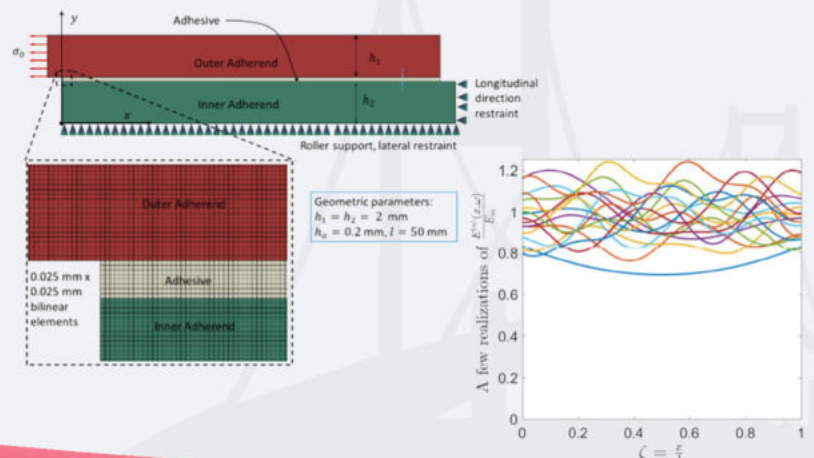 Adhesive
y
σ₀
Outer Adherend
h₁
Inner Adherend
h₂
x
Longitudinal
direction
restraint
Roller support, lateral restraint
Outer Adherend
Adhesive
Inner Adherend
0.025 mm x
0.025 mm
bilinear
elements
Geometric parameters:
h₁ = h₂ = 2 mm
hₐ = 0.2 mm, l = 50 mm
A few realizations of
1.2
1
0.8
0.6
0.4
0.2
0
0 0.2 0.4 0.6 0.8 1